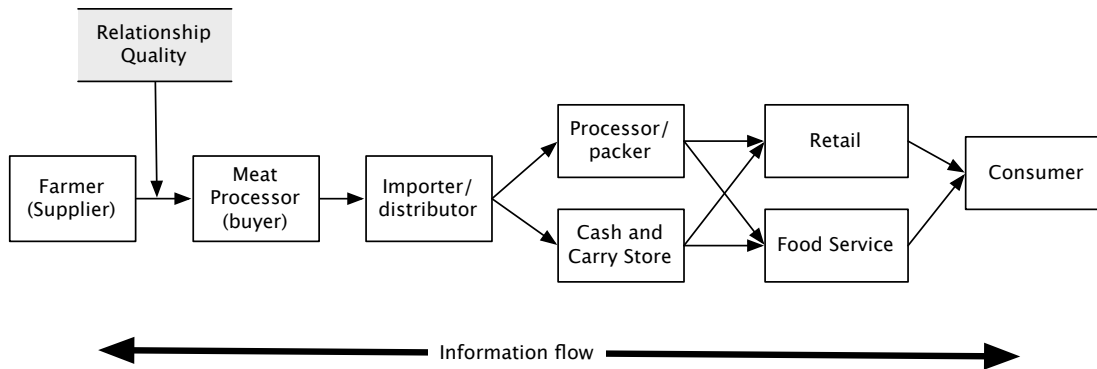 Relationship
Quality
Farmer
(Supplier)
Meat
Processor
(buyer)
Importer/
distributor
Processor/
packer
Cash and
Carry Store
Retail
Food Service
Consumer
Information flow